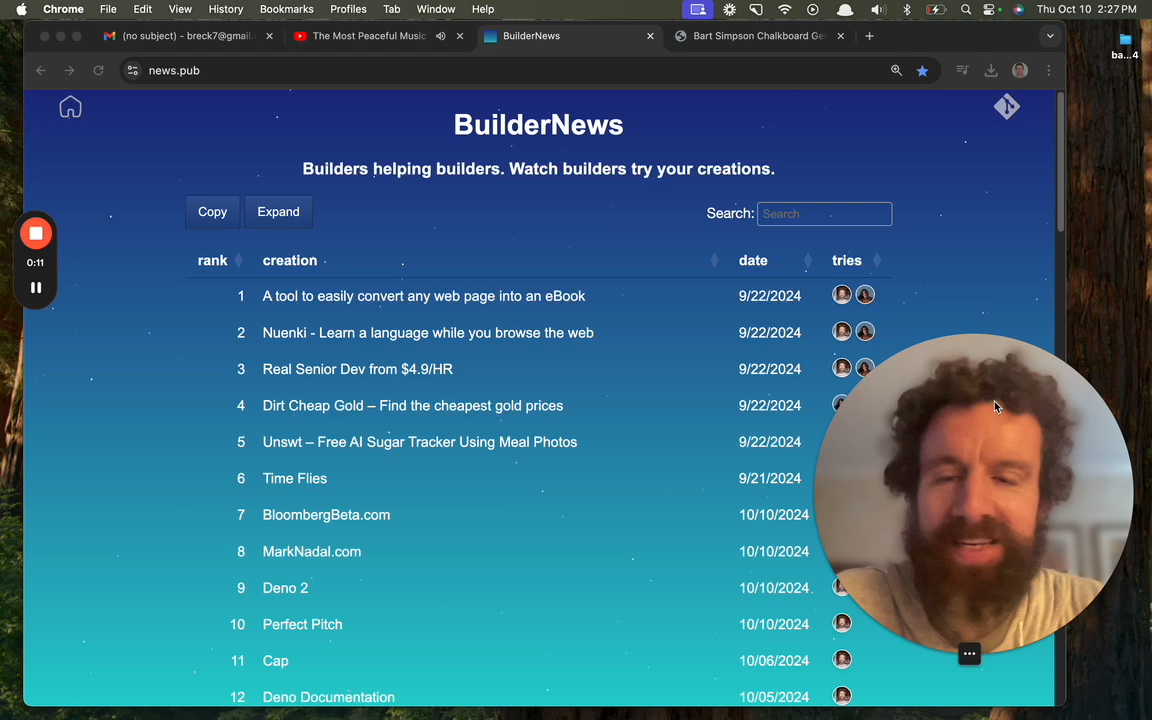 Chrome File Edit View History Bookmarks Profiles Tab Window Help Thu Oct 10 2:27 PM
(no subject) - breck7@gmail. The Most Peaceful Music BuilderNews Bart Simpson Chalkboard Ge
ba...4
news.pub
BuilderNews
Builders helping builders. Watch builders try your creations.
Copy Expand Search: Search
0:11
rank creation date tries
1 A tool to easily convert any web page into an eBook 9/22/2024
2 Nuenki - Learn a language while you browse the web 9/22/2024
3 Real Senior Dev from $4.9/HR 9/22/2024
4 Dirt Cheap Gold – Find the cheapest gold prices 9/22/2024
5 Unswt – Free AI Sugar Tracker Using Meal Photos 9/22/2024
6 Time Flies 9/21/2024
7 BloombergBeta.com 10/10/2024
8 MarkNadal.com 10/10/2024
9 Deno 2 10/10/2024
10 Perfect Pitch 10/10/2024
11 Cap 10/06/2024
12 Deno Documentation 10/05/2024